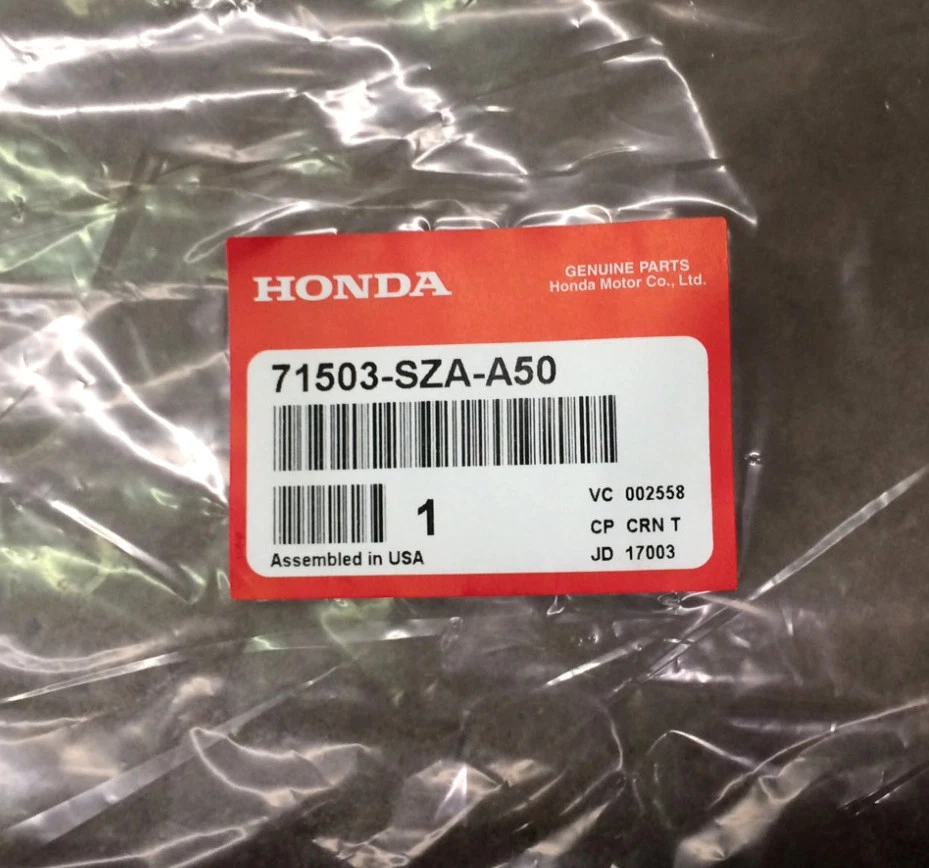 HONDA
GENUINE PARTS
Honda Motor Co., Ltd.
71503-SZA-A50
1
VC 002558
CP CRN T
JD 17003
Assembled in USA